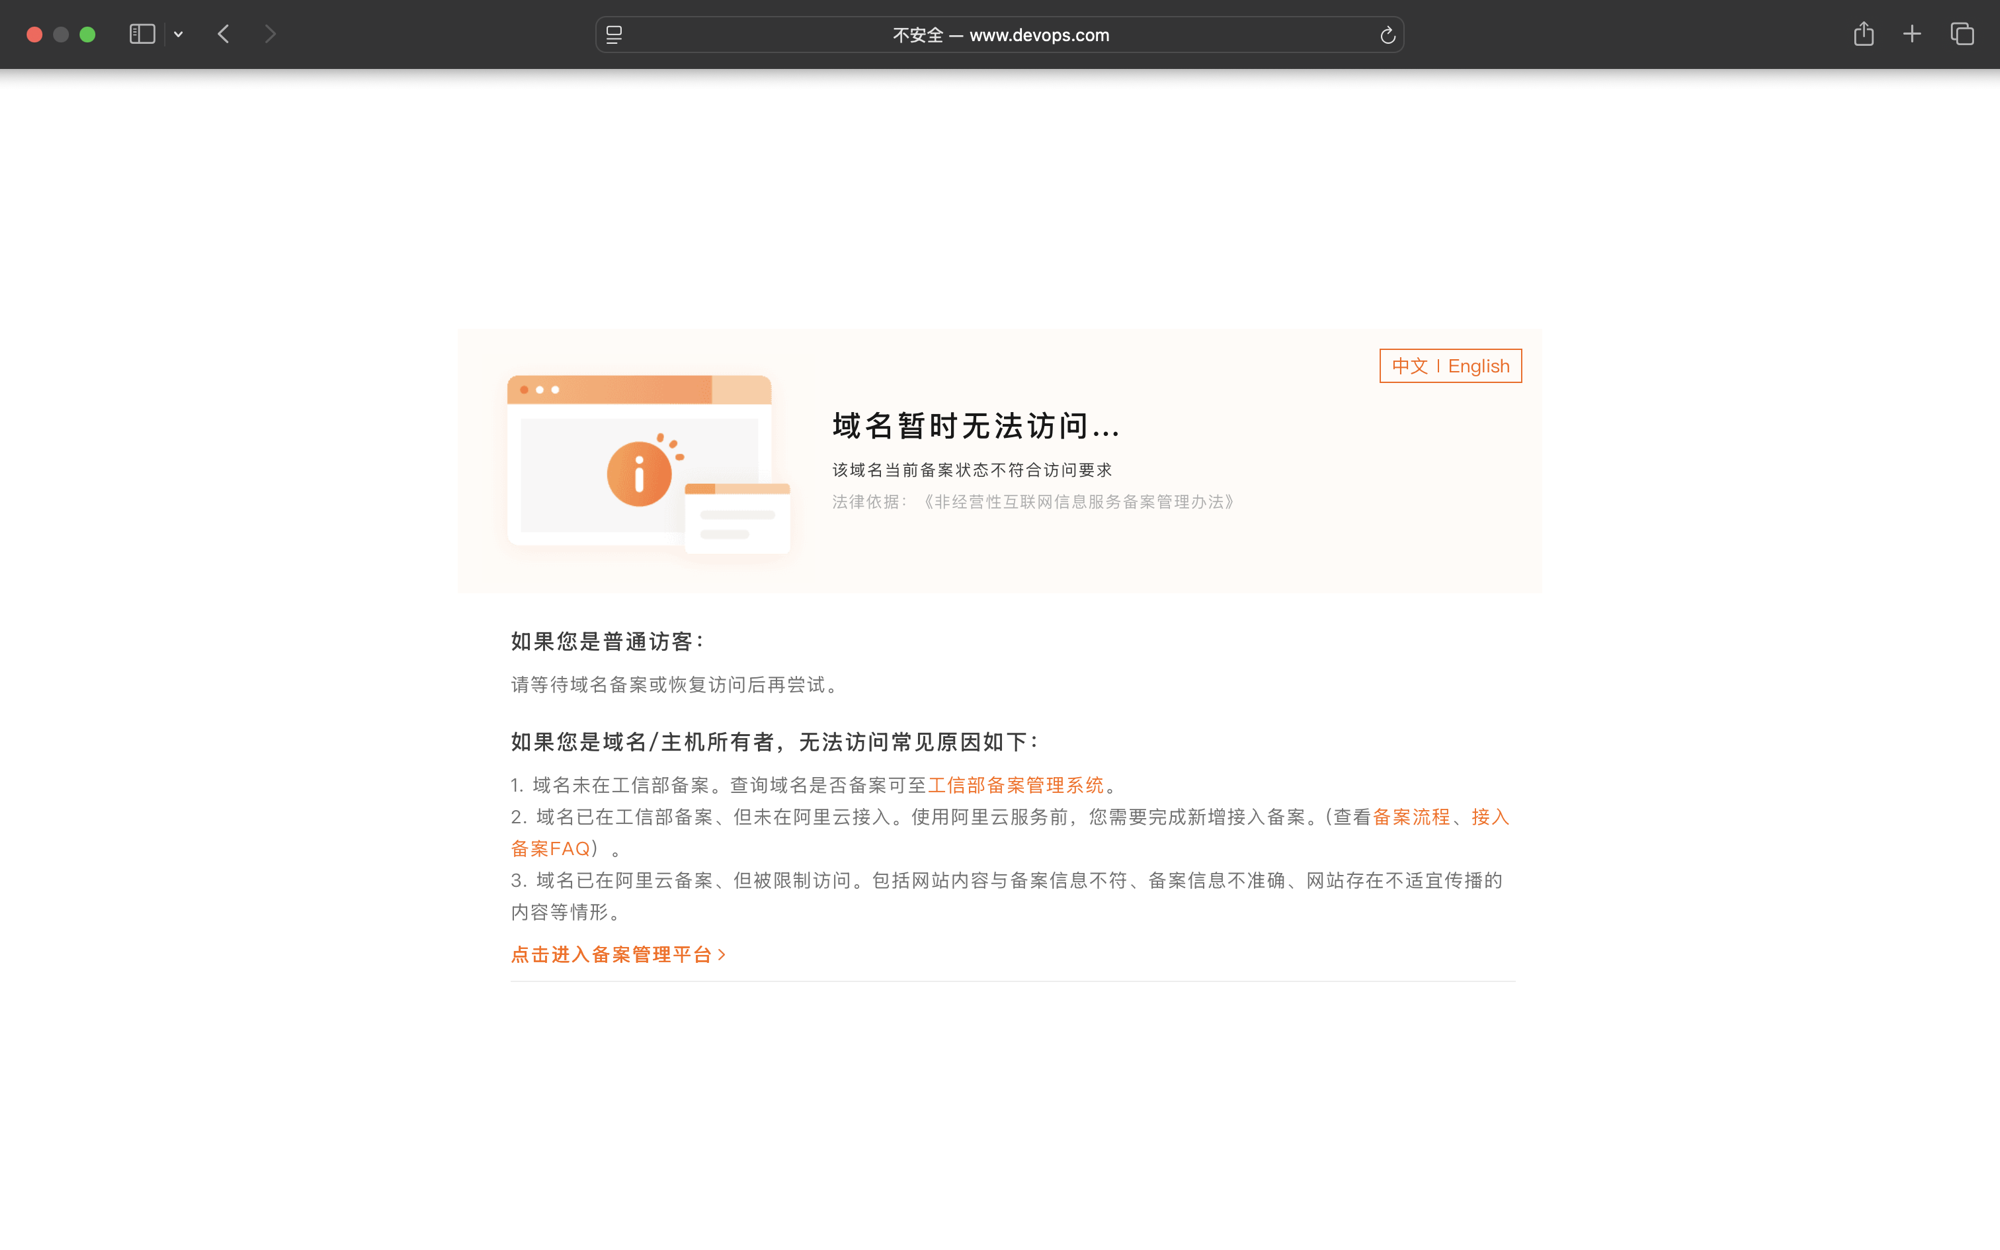 不安全 — www.devops.com
中文 | English
域名暂时无法访问...
该域名当前备案状态不符合访问要求
法律依据：《非经营性互联网信息服务备案管理办法》
如果您是普通访客：
请等待域名备案或恢复访问后再尝试。
如果您是域名/主机所有者，无法访问常见原因如下：
1. 域名未在工信部备案。查询域名是否备案可至工信部备案管理系统。
2. 域名已在工信部备案、但未在阿里云接入。使用阿里云服务前，您需要完成新增接入备案。（查看备案流程、接入
备案FAQ）。
3. 域名已在阿里云备案、但被限制访问。包括网站内容与备案信息不符、备案信息不准确、网站存在不适宜传播的
内容等情形。
点击进入备案管理平台 >